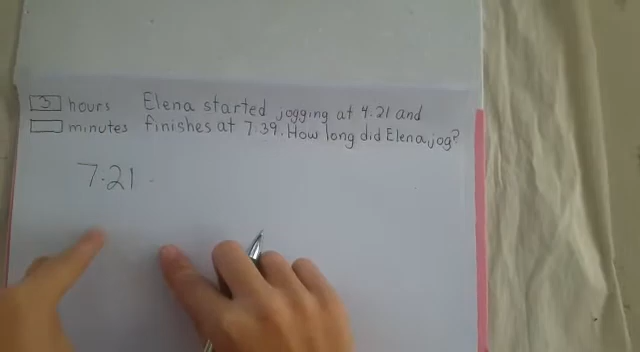 3 hours Elena started jogging at 4:21 and
minutes finishes at 7:39. How long did Elena jog?
7:21